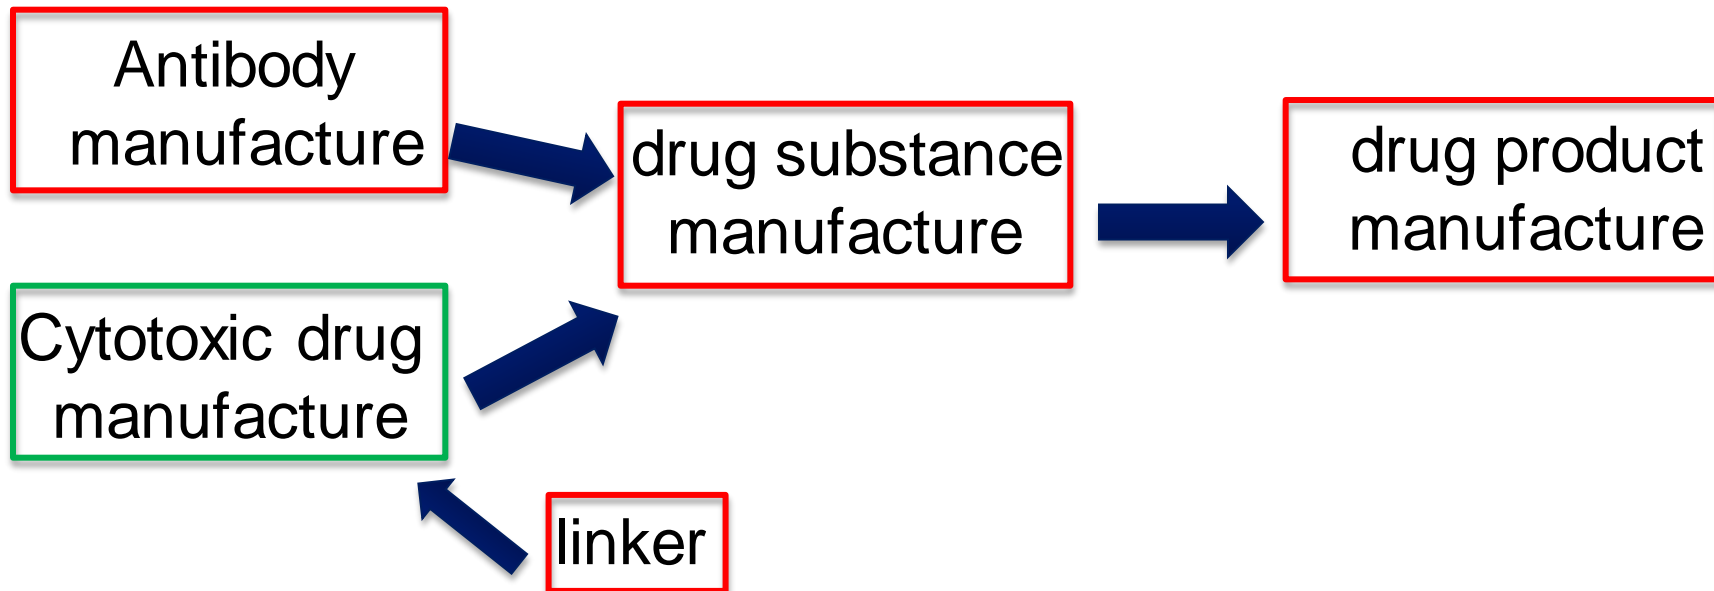 Antibody
manufacture
drug substance
manufacture
drug product
manufacture
Cytotoxic drug
manufacture
linker